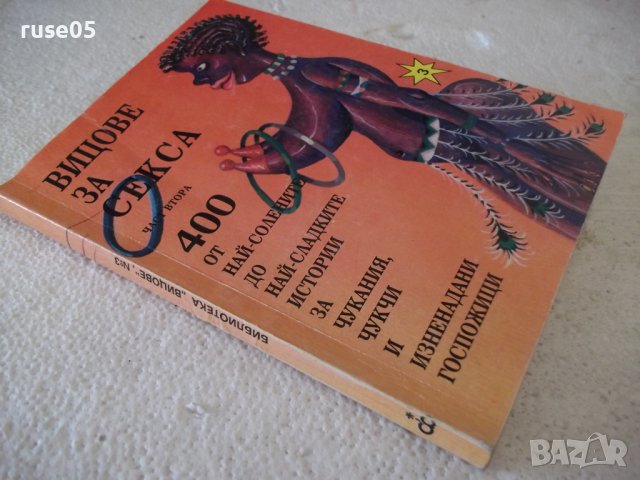 ruse05
3
ВИЦОВЕ
ЗА
СЕКСА
ЧАСТ ВТОРА
400
ОТ
НАЙ-СОЛЕНИТЕ
ДО
НАЙ-СЛАДКИТЕ
ИСТОРИИ
ЗА
ЧУКАНИЯ,
ЧУКЧИ
И
ИЗНЕНАДАНИ
ГОСПОЖИЦИ
БИБЛИОТЕКА „ВИЦОВЕ", №3
BAZAR